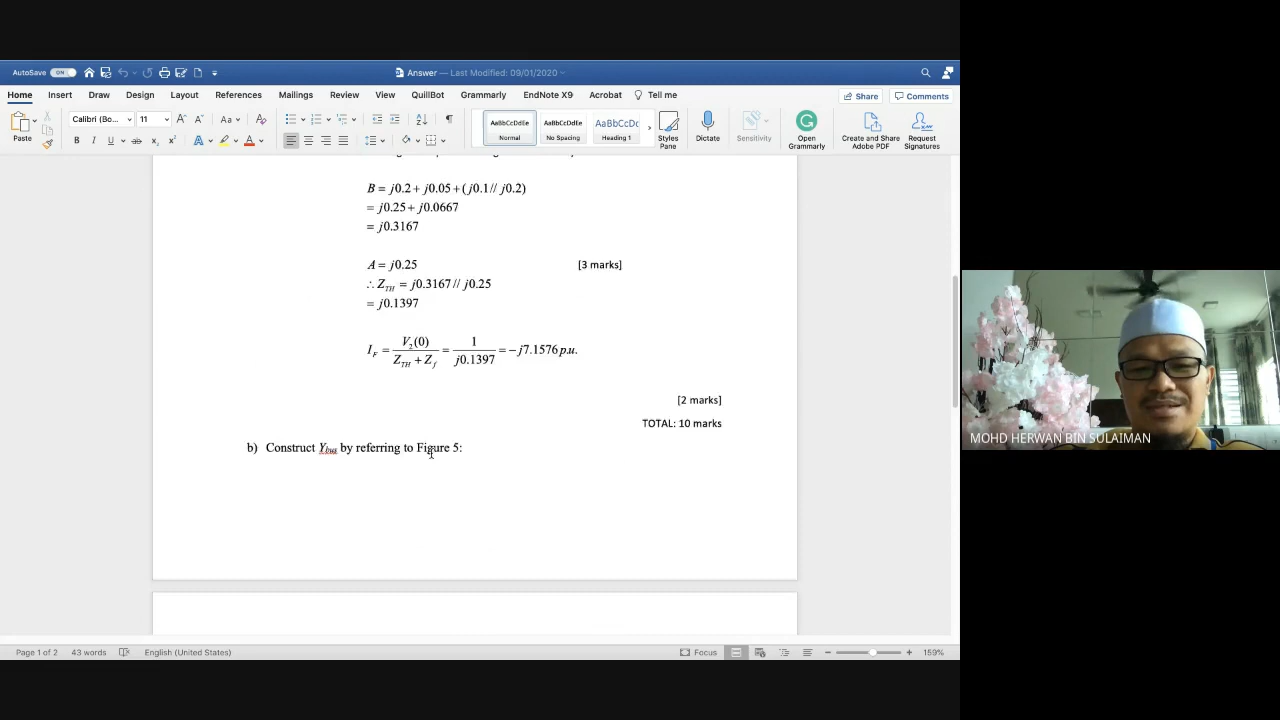 AutoSave ON
Answer — Last Modified: 09/01/2020
Home Insert Draw Design Layout References Mailings Review View QuillBot Grammarly EndNote X9 Acrobat Tell me
Share Comments
Paste
Calibri (Bo... 11
AaBbCcDdEe Normal
AaBbCcDdEe No Spacing
AaBbCcDc Heading 1
Styles Pane
Dictate
Sensitivity
Open Grammarly
Create and Share Adobe PDF
Request Signatures
B = j0.2 + j0.05 + (j0.1// j0.2)
= j0.25 + j0.0667
= j0.3167
A = j0.25 [3 marks]
∴ Z_TH = j0.3167// j0.25
= j0.1397
I_F = V_2(0) / (Z_TH + Z_f) = 1 / j0.1397 = −j7.1576 p.u.
[2 marks]
TOTAL: 10 marks
b) Construct Y_bus by referring to Figure 5:
MOHD HERWAN BIN SULAIMAN
Page 1 of 2 43 words English (United States) Focus 159%